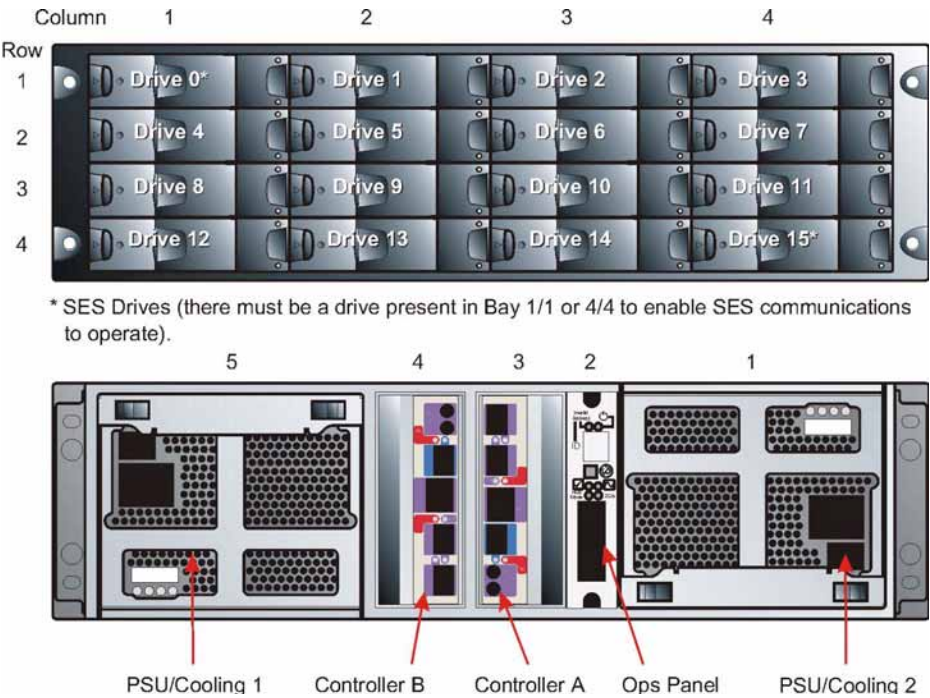 Column 1 2 3 4
Row
1 Drive 0* Drive 1 Drive 2 Drive 3
2 Drive 4 Drive 5 Drive 6 Drive 7
3 Drive 8 Drive 9 Drive 10 Drive 11
4 Drive 12 Drive 13 Drive 14 Drive 15*
* SES Drives (there must be a drive present in Bay 1/1 or 4/4 to enable SES communications
to operate).
5 4 3 2 1
ID
PSU/Cooling 1 Controller B Controller A Ops Panel PSU/Cooling 2